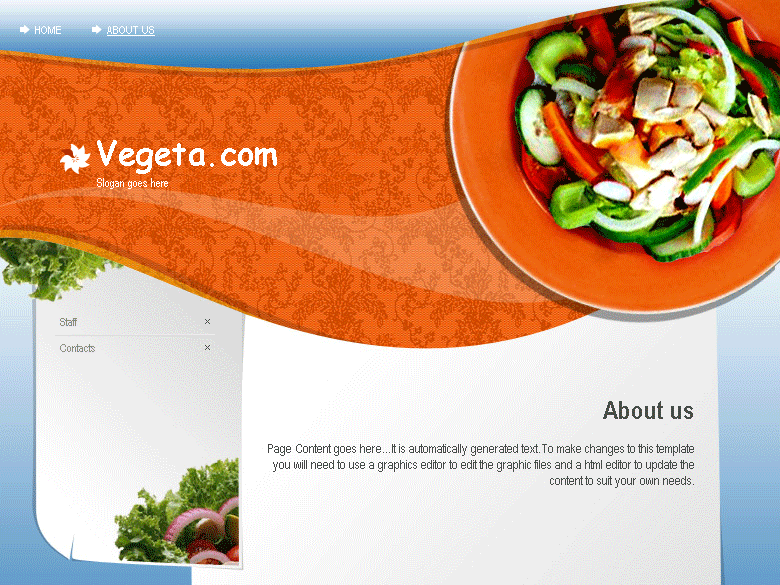 HOME
ABOUT US
Vegeta.com
Slogan goes here
Staff ×
Contacts ×
About us
Page Content goes here...It is automatically generated text.To make changes to this template
you will need to use a graphics editor to edit the graphic files and a html editor to update the
content to suit your own needs.